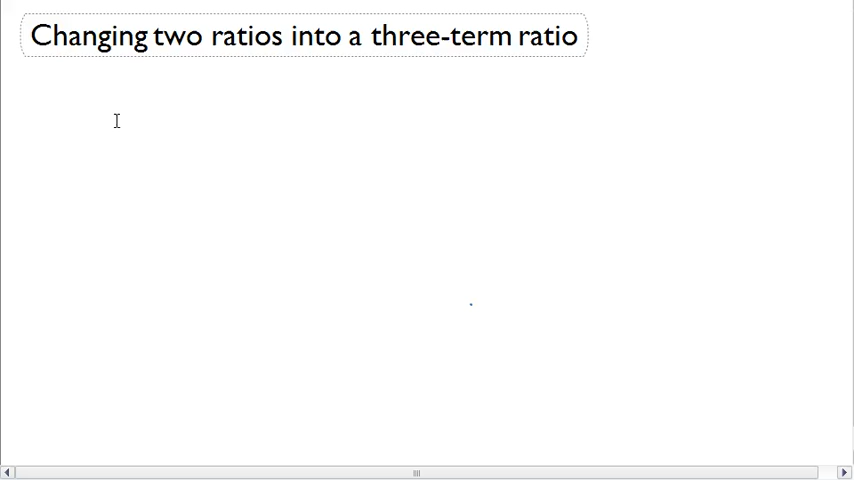 Changing two ratios into a three-term ratio